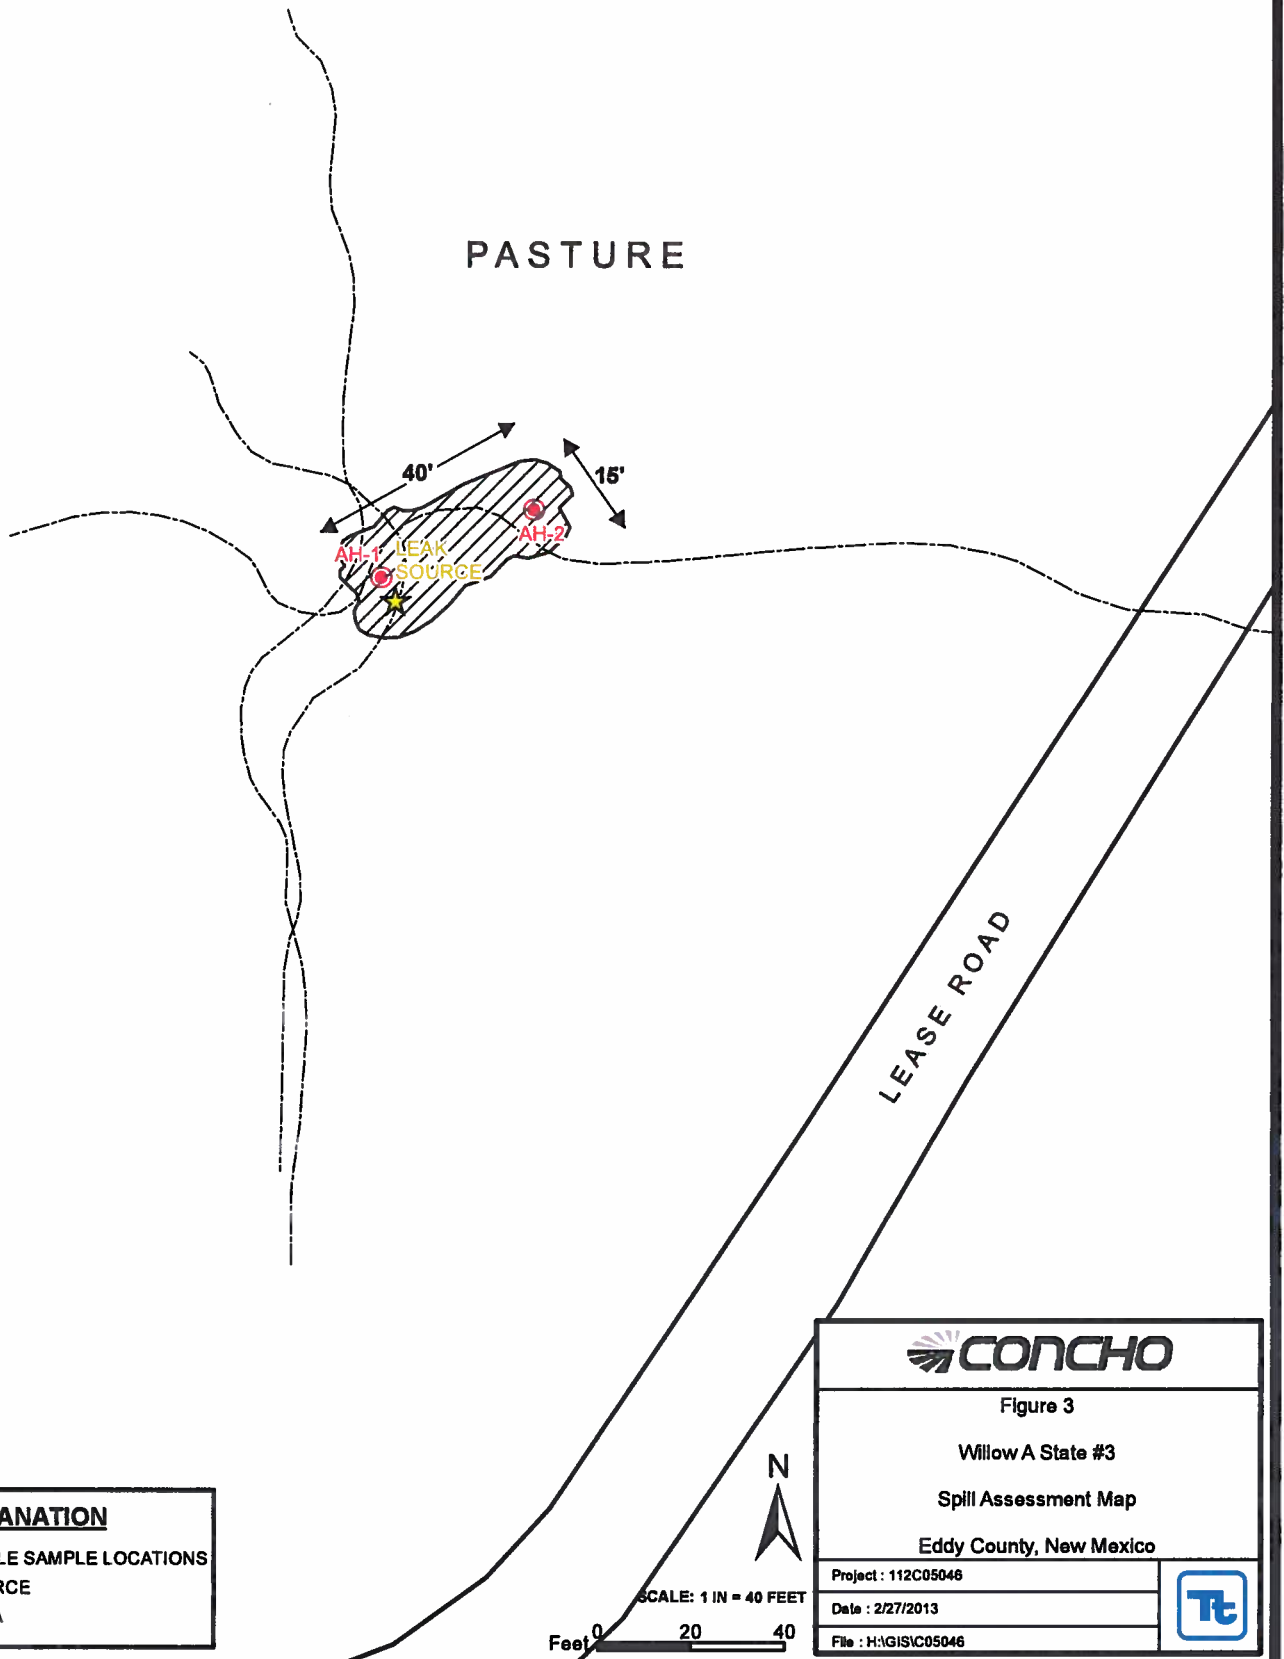 PASTURE
40'
15'
AH-2
AH-1
LEAK
SOURCE
LEASE ROAD
CONCHO
Figure 3
Willow A State #3
Spill Assessment Map
Eddy County, New Mexico
Project : 112C05046
Date : 2/27/2013
File : H:\GIS\C05046
Tt
N
SCALE: 1 IN = 40 FEET
Feet 0 20 40
ANATION
LE SAMPLE LOCATIONS
RCE
A